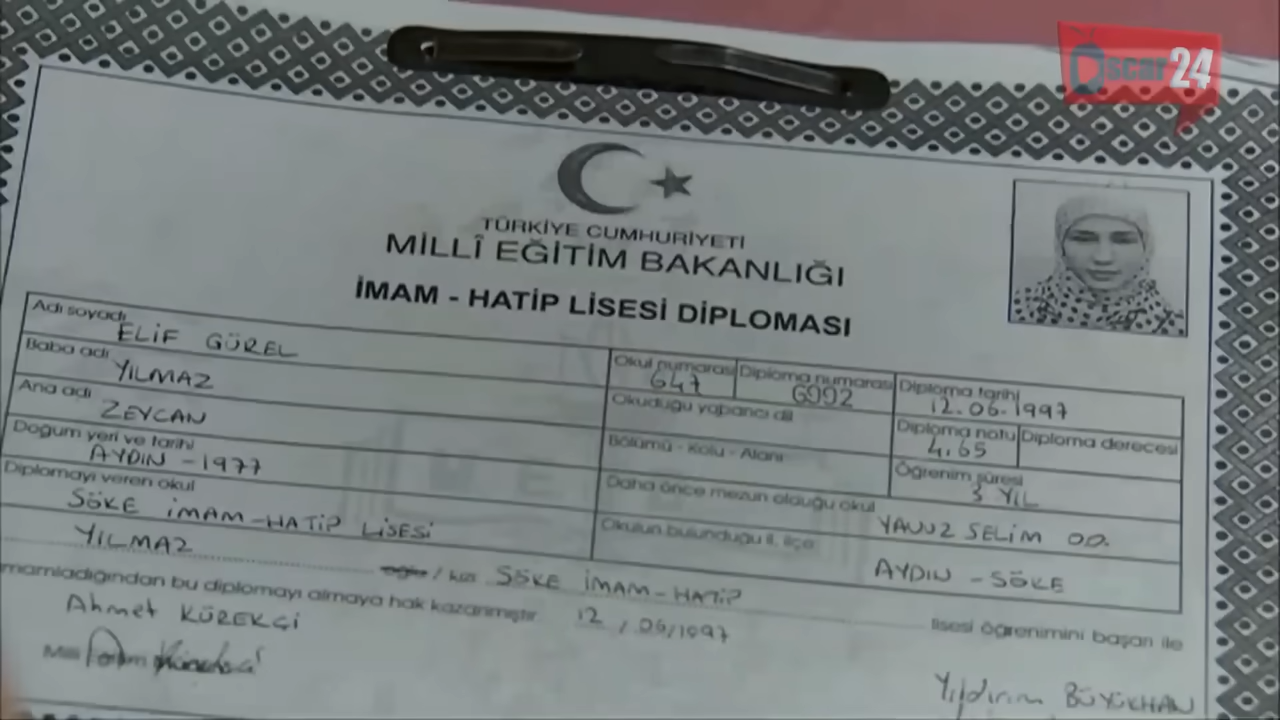 Oscar24
TÜRKİYE CUMHURİYETİ
MİLLÎ EĞİTİM BAKANLIĞI
İMAM - HATİP LİSESİ DİPLOMASI
Adı soyadı ELİF GÜREL
Baba adı YILMAZ
Ana adı ZEYCAN
Doğum yeri ve tarihi AYDIN - 1977
Diplomayı veren okul
SÖKE İMAM-HATİP LİSESİ
Okul numarası 647 Diploma numarası 6992 Diploma tarihi 12.06.1997
Okuduğu yabancı dil
Diploma notu 4.65 Diploma derecesi
Bölümü - Kolu - Alanı
Öğrenim süresi 3 YIL
Daha önce mezun olduğu okul YAVUZ SELİM OO.
Okulun bulunduğu il, ilçe AYDIN - SÖKE
YILMAZ oğlu / kızı SÖKE İMAM-HATİP lisesi öğrenimini başarı ile
mamladığından bu diplomayı almaya hak kazanmıştır. 12/06/1997
Ahmet KÜREKÇİ
Milli
Yıldırım BÜYÜKHAN